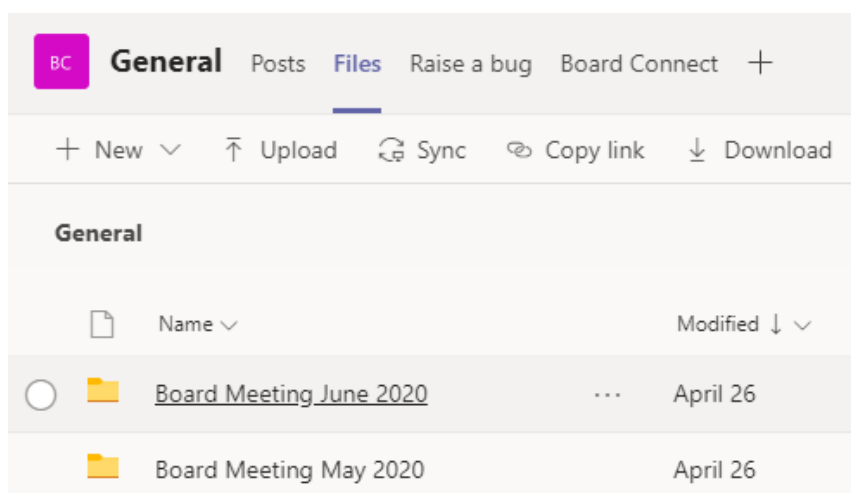 BC General Posts Files Raise a bug Board Connect
New Upload Sync Copy link Download
General
Name Modified
Board Meeting June 2020 ... April 26
Board Meeting May 2020 April 26